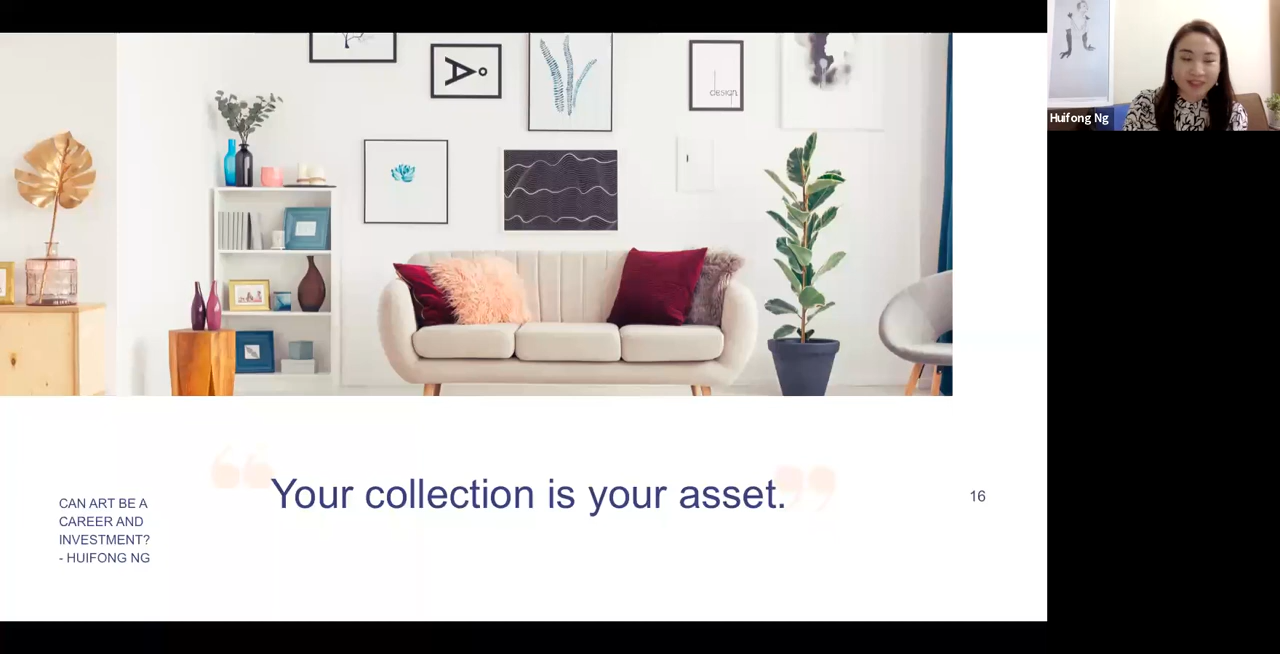 A
design
Huifong Ng
“Your collection is your asset.”
CAN ART BE A
CAREER AND
INVESTMENT?
- HUIFONG NG
16